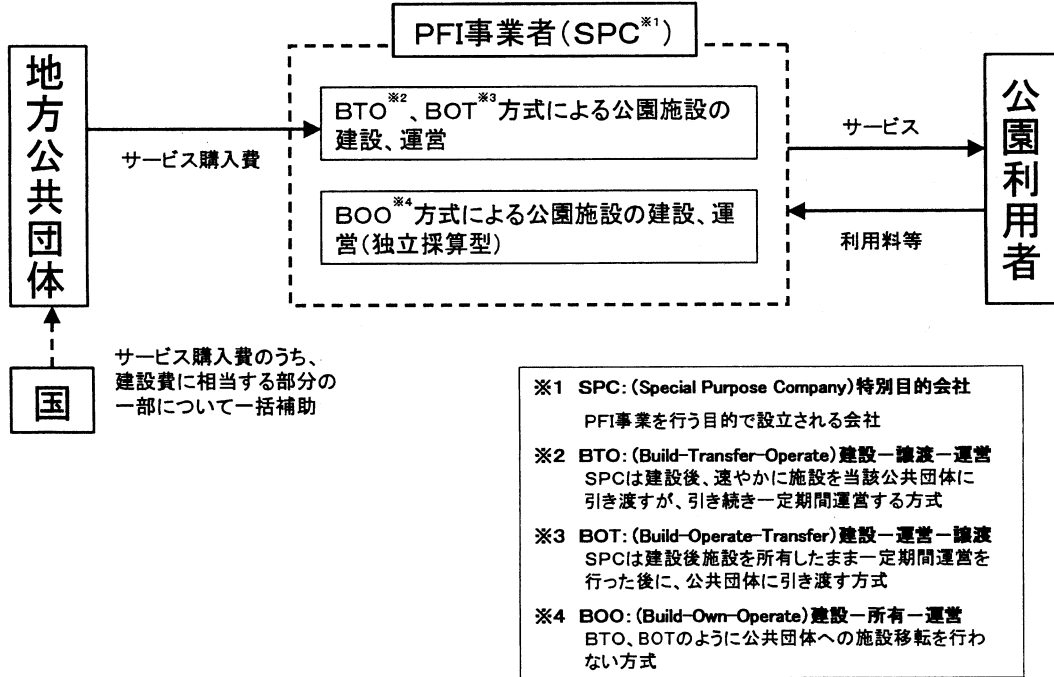 PFI事業者(SPC※1)
地方公共団体
BTO※2、BOT※3方式による公園施設の
建設、運営
サービス購入費
BOO※4方式による公園施設の建設、運
営(独立採算型)
サービス
利用料等
公園利用者
国
サービス購入費のうち、
建設費に相当する部分の
一部について一括補助
※1 SPC:(Special Purpose Company)特別目的会社
PFI事業を行う目的で設立される会社
※2 BTO:(Build-Transfer-Operate)建設-譲渡-運営
SPCは建設後、速やかに施設を当該公共団体に
引き渡すが、引き続き一定期間運営する方式
※3 BOT:(Build-Operate-Transfer)建設-運営-譲渡
SPCは建設後施設を所有したまま一定期間運営を
行った後に、公共団体に引き渡す方式
※4 BOO:(Build-Own-Operate)建設-所有-運営
BTO、BOTのように公共団体への施設移転を行わ
ない方式